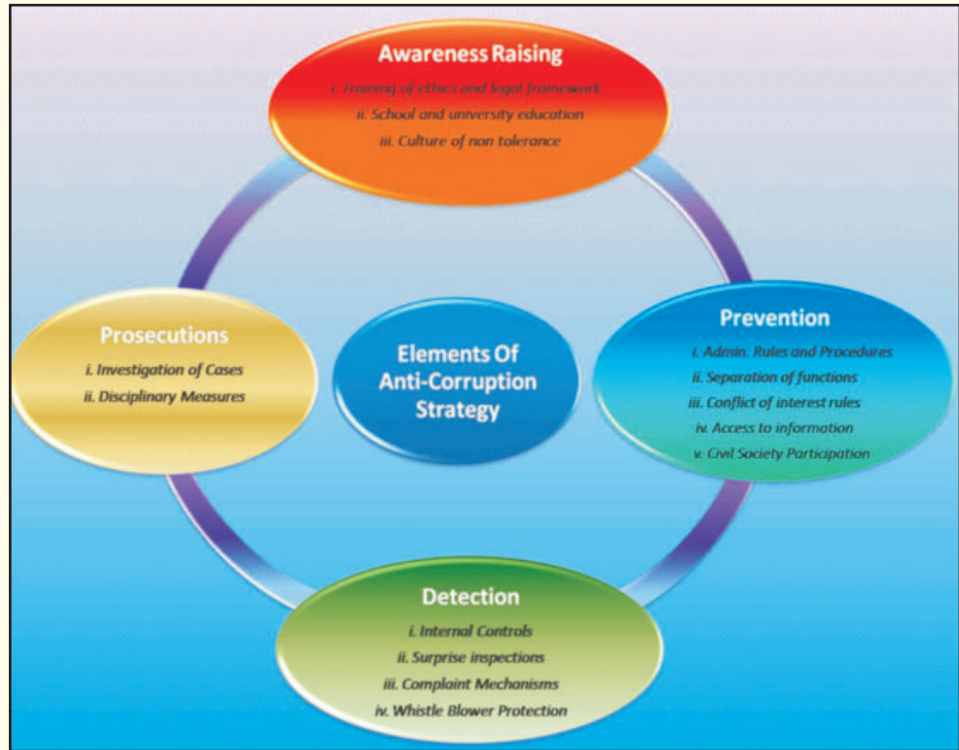 Awareness Raising
i. Training of ethics and legal framework
ii. School and university education
iii. Culture of non tolerance
Prosecutions
i. Investigation of Cases
ii. Disciplinary Measures
Elements Of
Anti-Corruption
Strategy
Prevention
i. Admin. Rules and Procedures
ii. Separation of functions
iii. Conflict of interest rules
iv. Access to information
v. Civil Society Participation
Detection
i. Internal Controls
ii. Surprise inspections
iii. Complaint Mechanisms
iv. Whistle Blower Protection